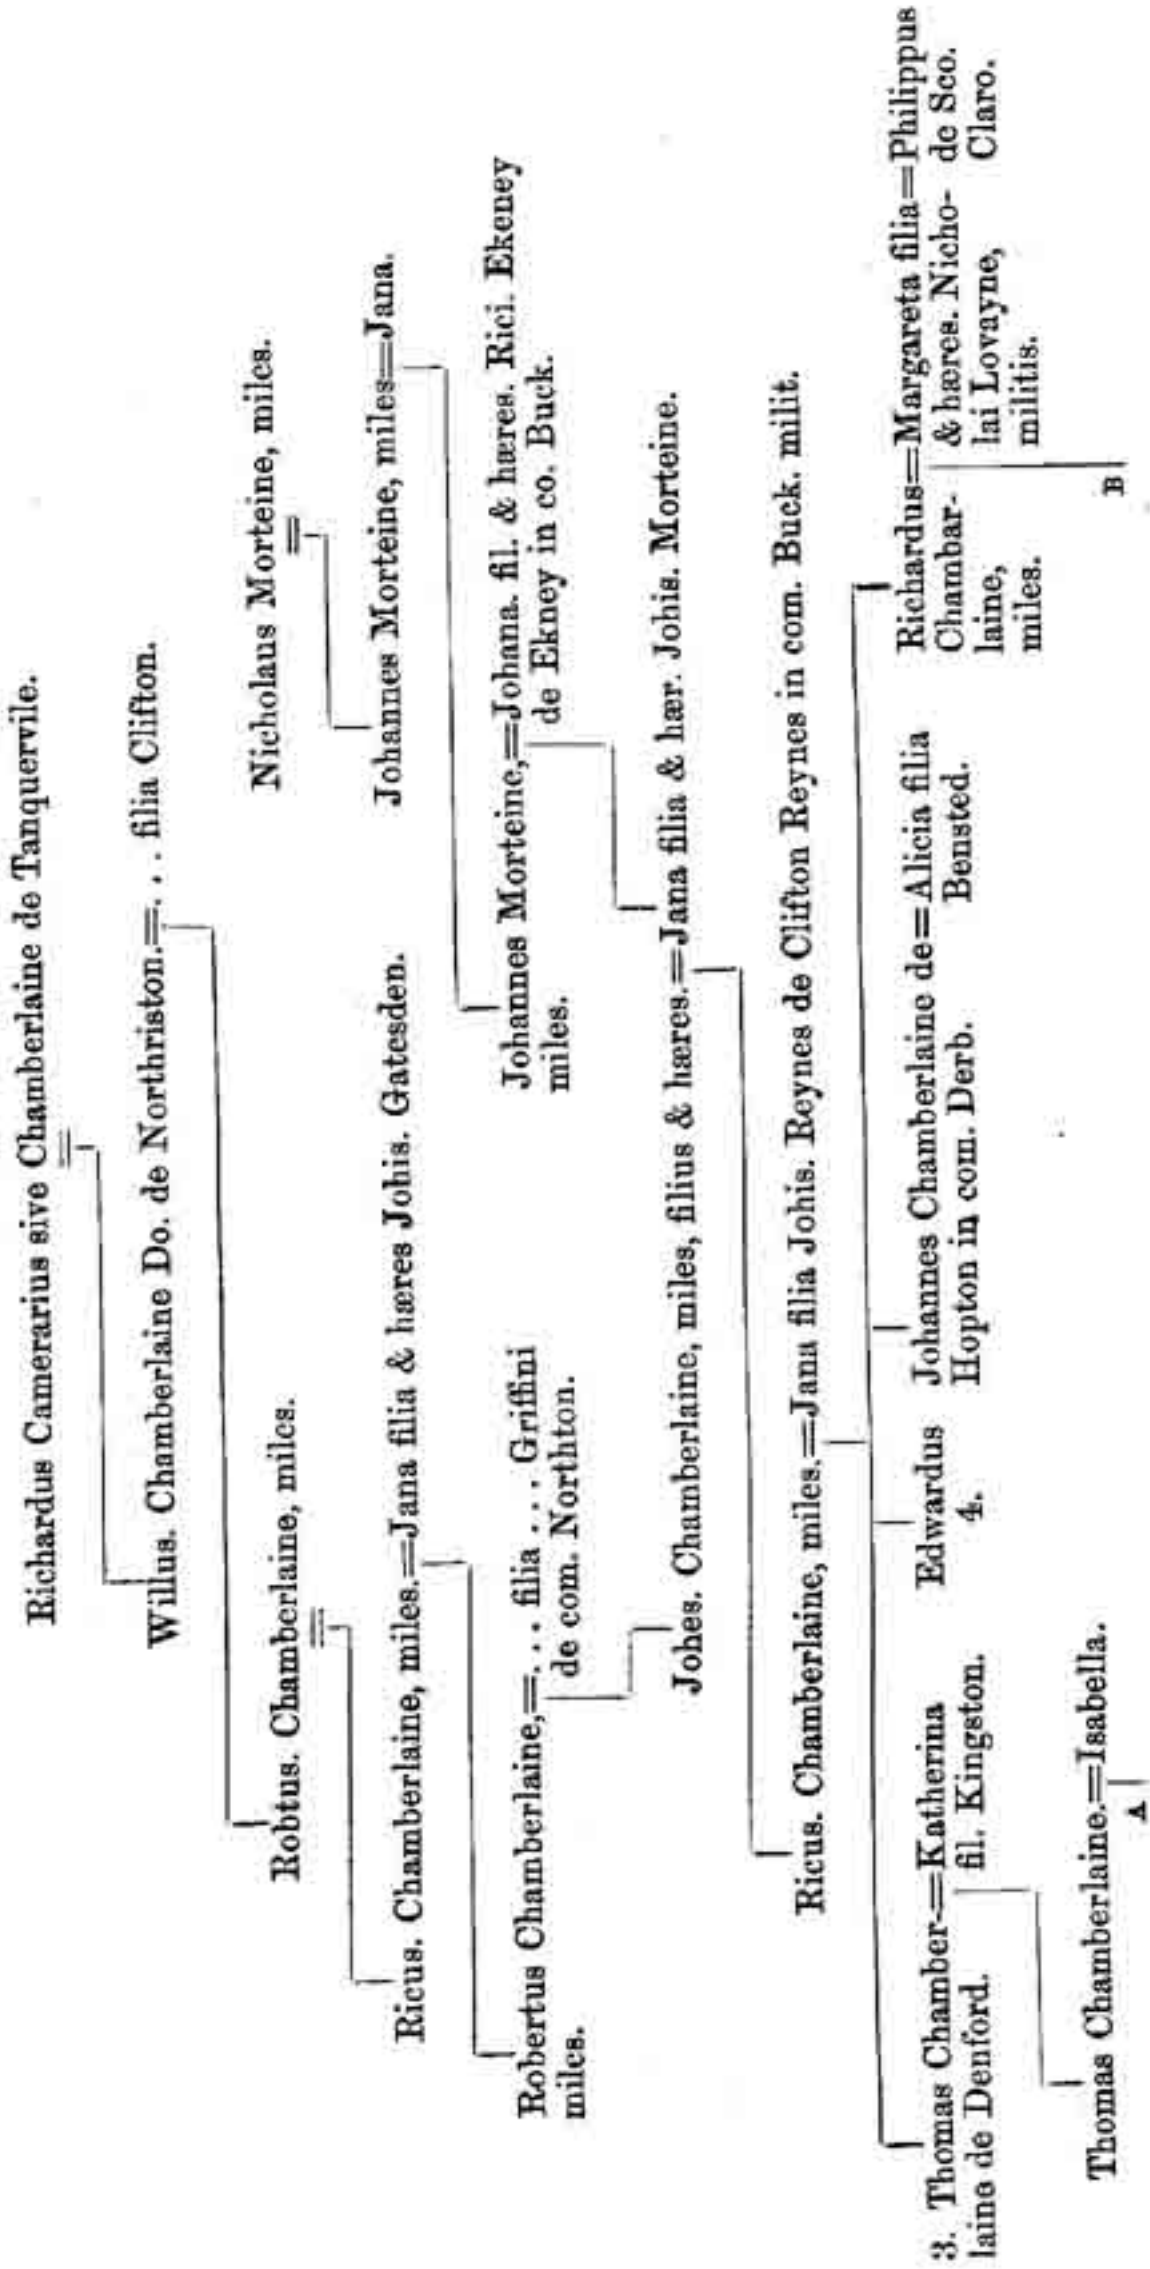 Richardus Camerarius sive Chamberlaine de Tanquervile.
Willus. Chamberlaine Do. de Northriston.=. . . filia Clifton.
Robtus. Chamberlaine, miles.
Nicholaus Morteine, miles.
Ricus. Chamberlaine, miles.=Jana filia & hæres Johis. Gatesden.
Johannes Morteine, miles=Jana.
Robertus Chamberlaine,=. . . filia . . . Griffini
miles.
de com. Northton.
Johannes Morteine,=Johana. fil. & hæres. Rici. Ekeney
miles.
de Ekney in co. Buck.
Johes. Chamberlaine, miles, filius & hæres.=Jana filia & hær. Johis. Morteine.
Ricus. Chamberlaine, miles.=Jana filia Johis. Reynes de Clifton Reynes in com. Buck. milit.
3. Thomas Chamber-=Katherina
laine de Denford.
fil. Kingston.
Edwardus
4.
Johannes Chamberlaine de=Alicia filia
Hopton in com. Derb.
Bensted.
Richardus=Margareta filia=Philippus
Chambar-
& hæres. Nicho-
de Sco.
laine,
lai Lovayne,
Claro.
miles.
militis.
B
Thomas Chamberlaine.=Isabella.
A